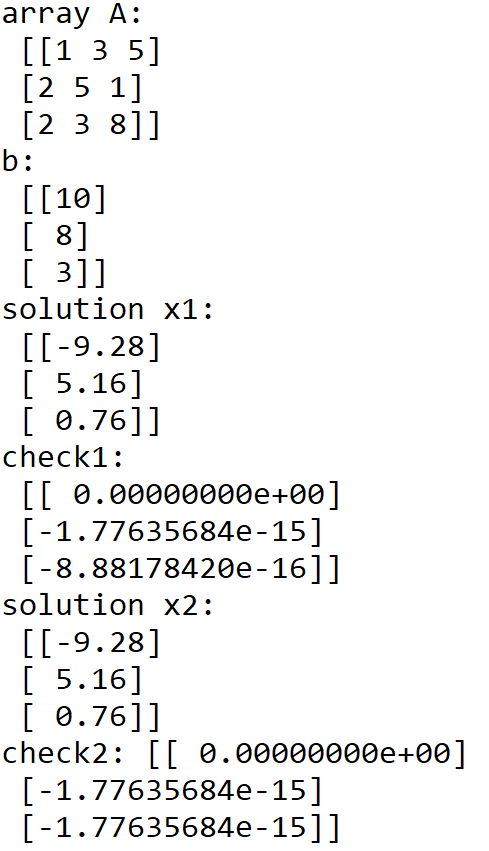 array A:
 [[1 3 5]
 [2 5 1]
 [2 3 8]]
b:
 [[10]
 [ 8]
 [ 3]]
solution x1:
 [[-9.28]
 [ 5.16]
 [ 0.76]]
check1:
 [[ 0.00000000e+00]
 [-1.77635684e-15]
 [-8.88178420e-16]]
solution x2:
 [[-9.28]
 [ 5.16]
 [ 0.76]]
check2: [[ 0.00000000e+00]
 [-1.77635684e-15]
 [-1.77635684e-15]]